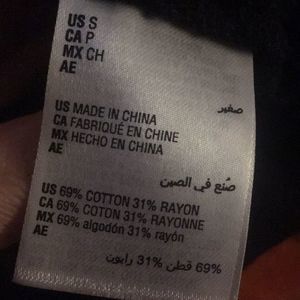 US S
CA P
MX CH
AE صغير
US MADE IN CHINA
CA FABRIQUÉ EN CHINE
MX HECHO EN CHINA
AE صُنع في الصين
US 69% COTTON 31% RAYON
CA 69% COTON 31% RAYONNE
MX 69% algodón 31% rayón
AE 69% قطن 31% رايون